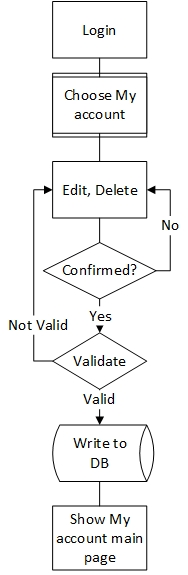 Login
Choose My
account
Edit, Delete
No
Confirmed?
Yes
Not Valid
Validate
Valid
Write to
DB
Show My
account main
page